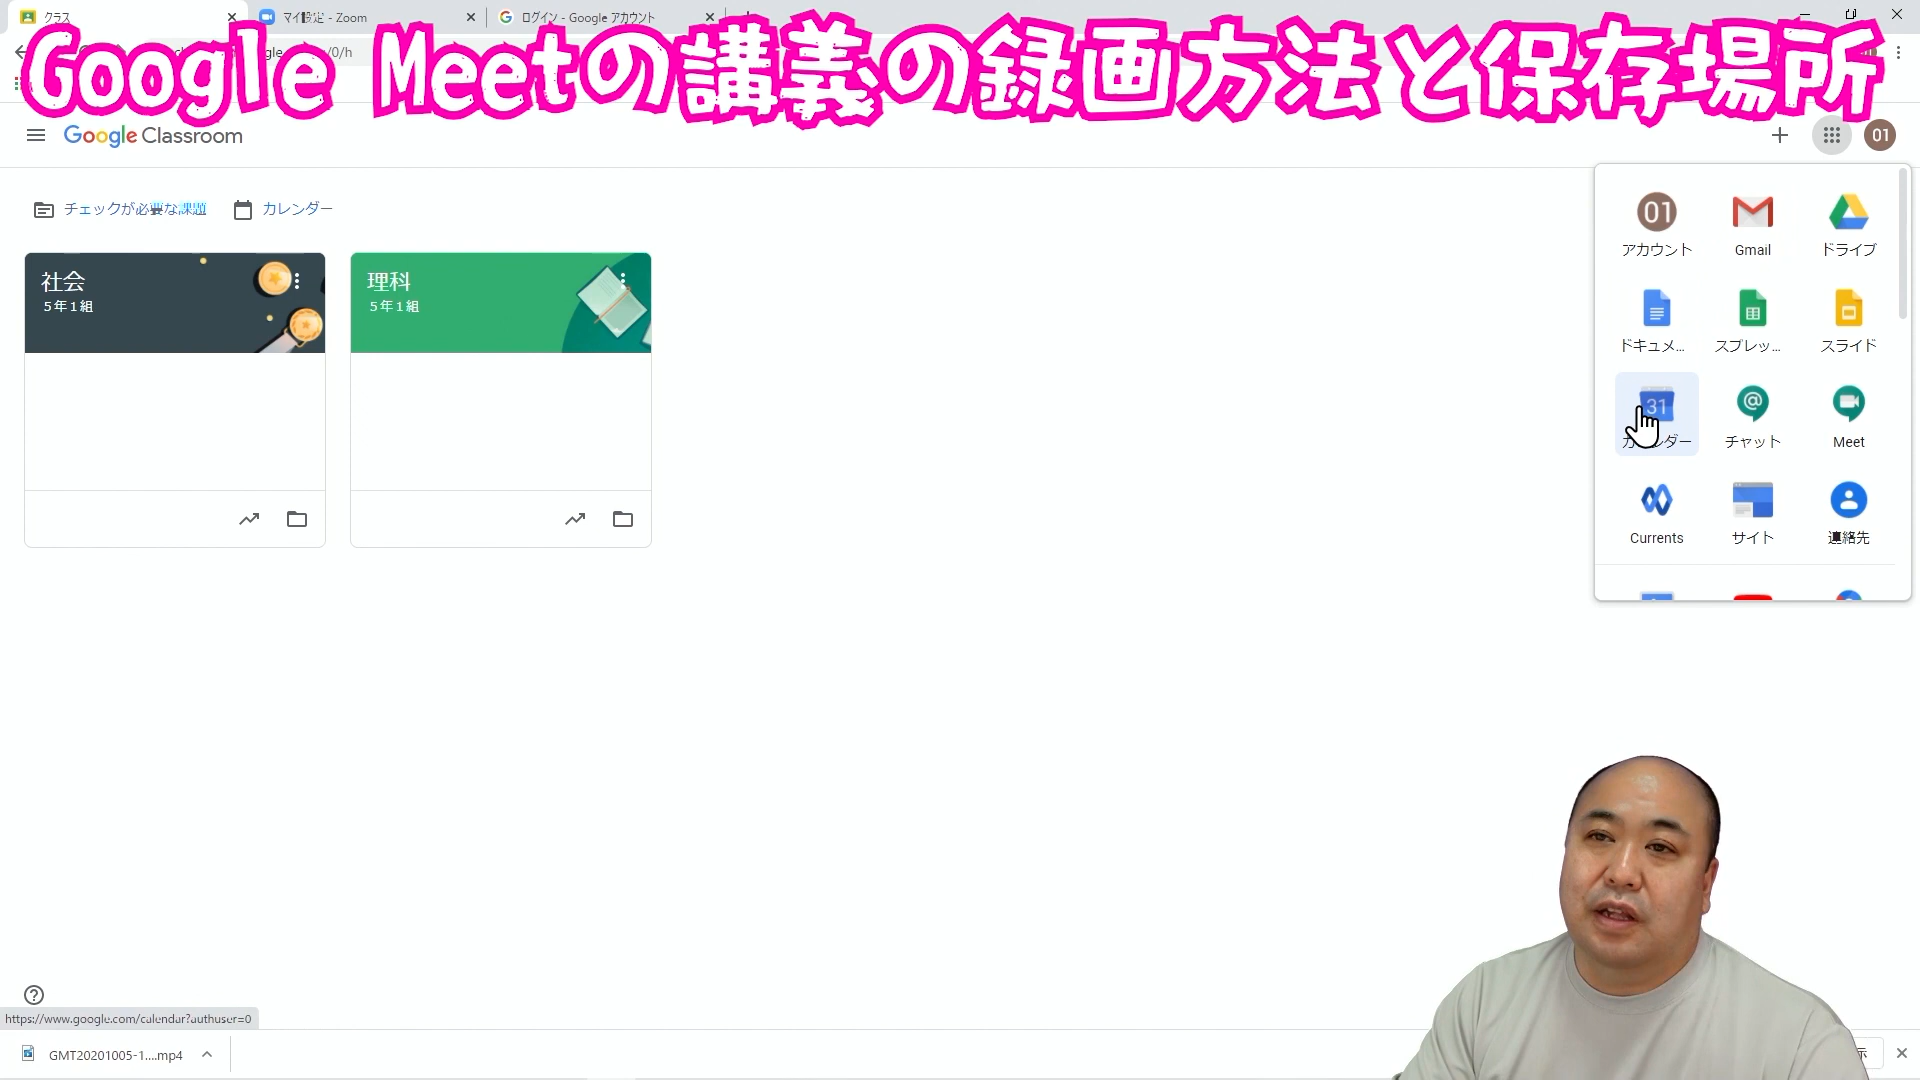 クラス
マイ設定 - Zoom
ログイン - Google アカウント
Google Meetの講義の録画方法と保存場所
/0/h
Google Classroom
01
チェックが必要な課題
カレンダー
社会
5年1組
理科
5年1組
01
アカウント
Gmail
ドライブ
ドキュメ...
スプレッ...
スライド
31
チャット
Meet
Currents
サイト
連絡先
https://www.google.com/calendar?authuser=0
GMT20201005-1....mp4
示